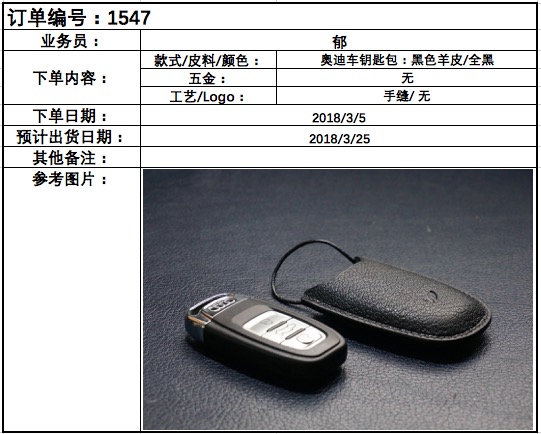 订单编号：1547
业务员： 郁
下单内容： 款式/皮料/颜色： 奥迪车钥匙包：黑色羊皮/全黑
五金： 无
工艺/Logo： 手缝/ 无
下单日期： 2018/3/5
预计出货日期： 2018/3/25
其他备注：
参考图片：